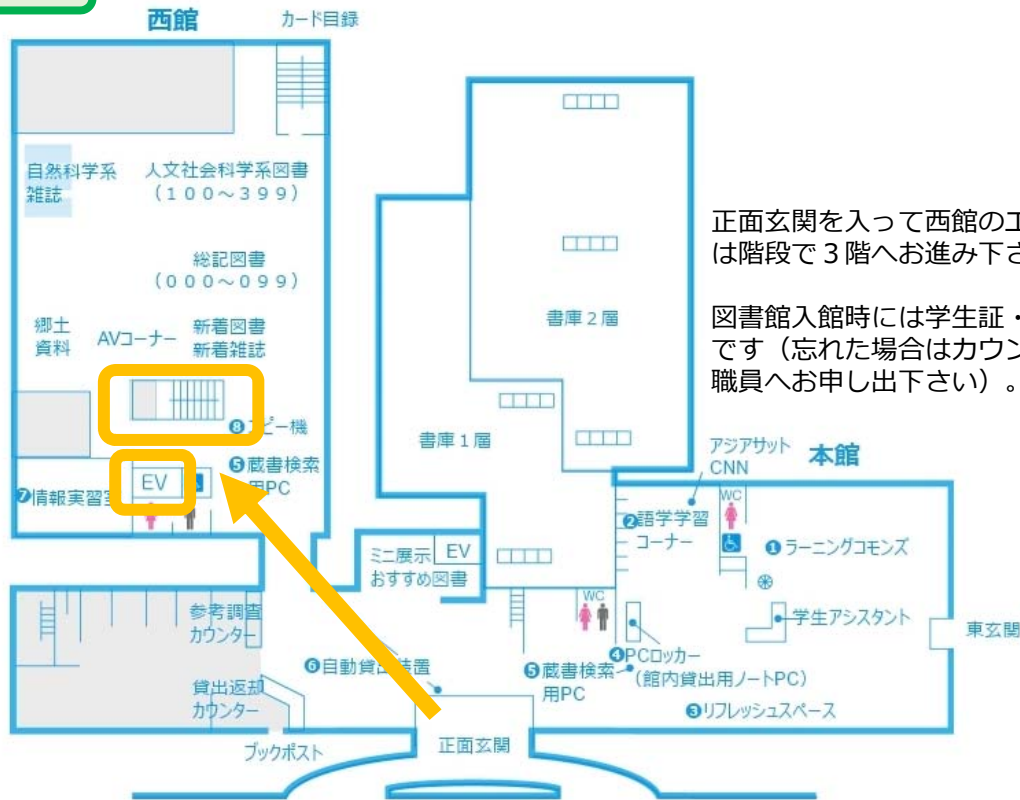 西館
カード目録
自然科学系
雑誌
人文社会科学系図書
(100~399)
総記図書
(000~099)
郷土
資料
AVコーナー
新着図書
新着雑誌
❽コピー機
❺蔵書検索
用PC
EV
❼情報実習室
書庫2層
書庫1層
正面玄関を入って西館のエ
は階段で3階へお進み下さ
図書館入館時には学生証・
です(忘れた場合はカウン
職員へお申し出下さい)。
アジアサット
CNN
本館
WC
❷語学学習
コーナー
❶ラーニングコモンズ
ミニ展示
EV
おすすめ図書
WC
学生アシスタント
東玄関
参考調査
カウンター
❹PCロッカー
(館内貸出用ノートPC)
❻自動貸出装置
❺蔵書検索
用PC
貸出返却
カウンター
❸リフレッシュスペース
ブックポスト
正面玄関